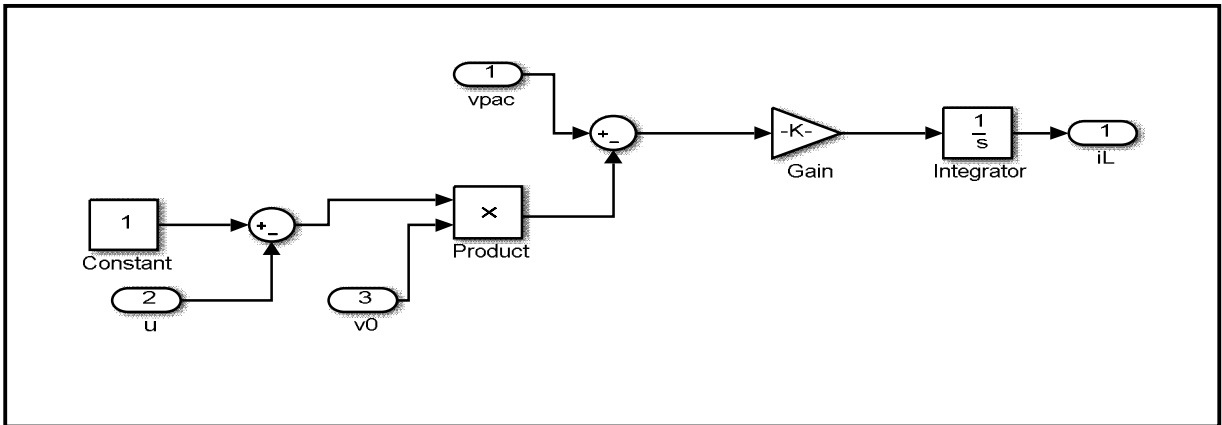 1
vpac
+
-
-K-
Gain
1
s
Integrator
1
iL
1
Constant
+
-
×
Product
2
u
3
v0